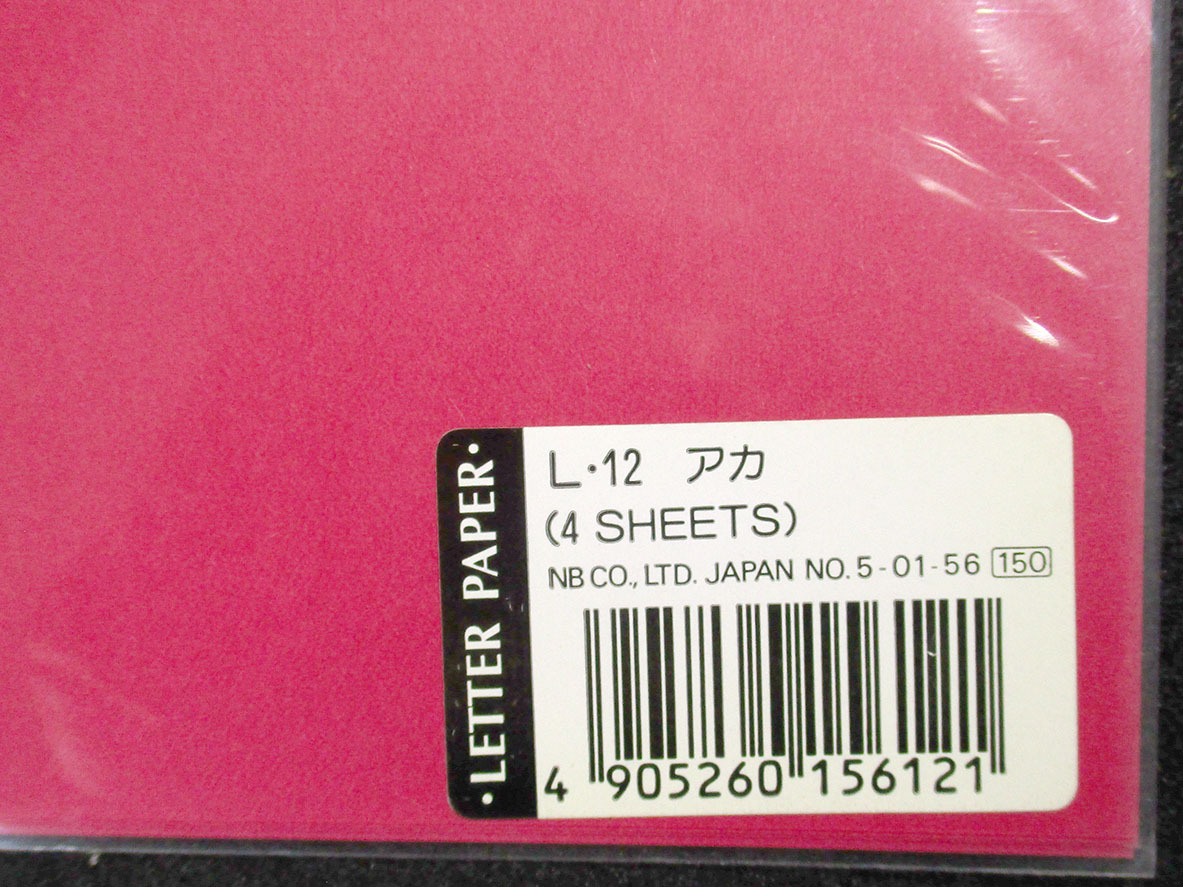 ·LETTER PAPER·
L·12 アカ
(4 SHEETS)
NB CO., LTD. JAPAN NO. 5-01-56 150
4 905260 156121